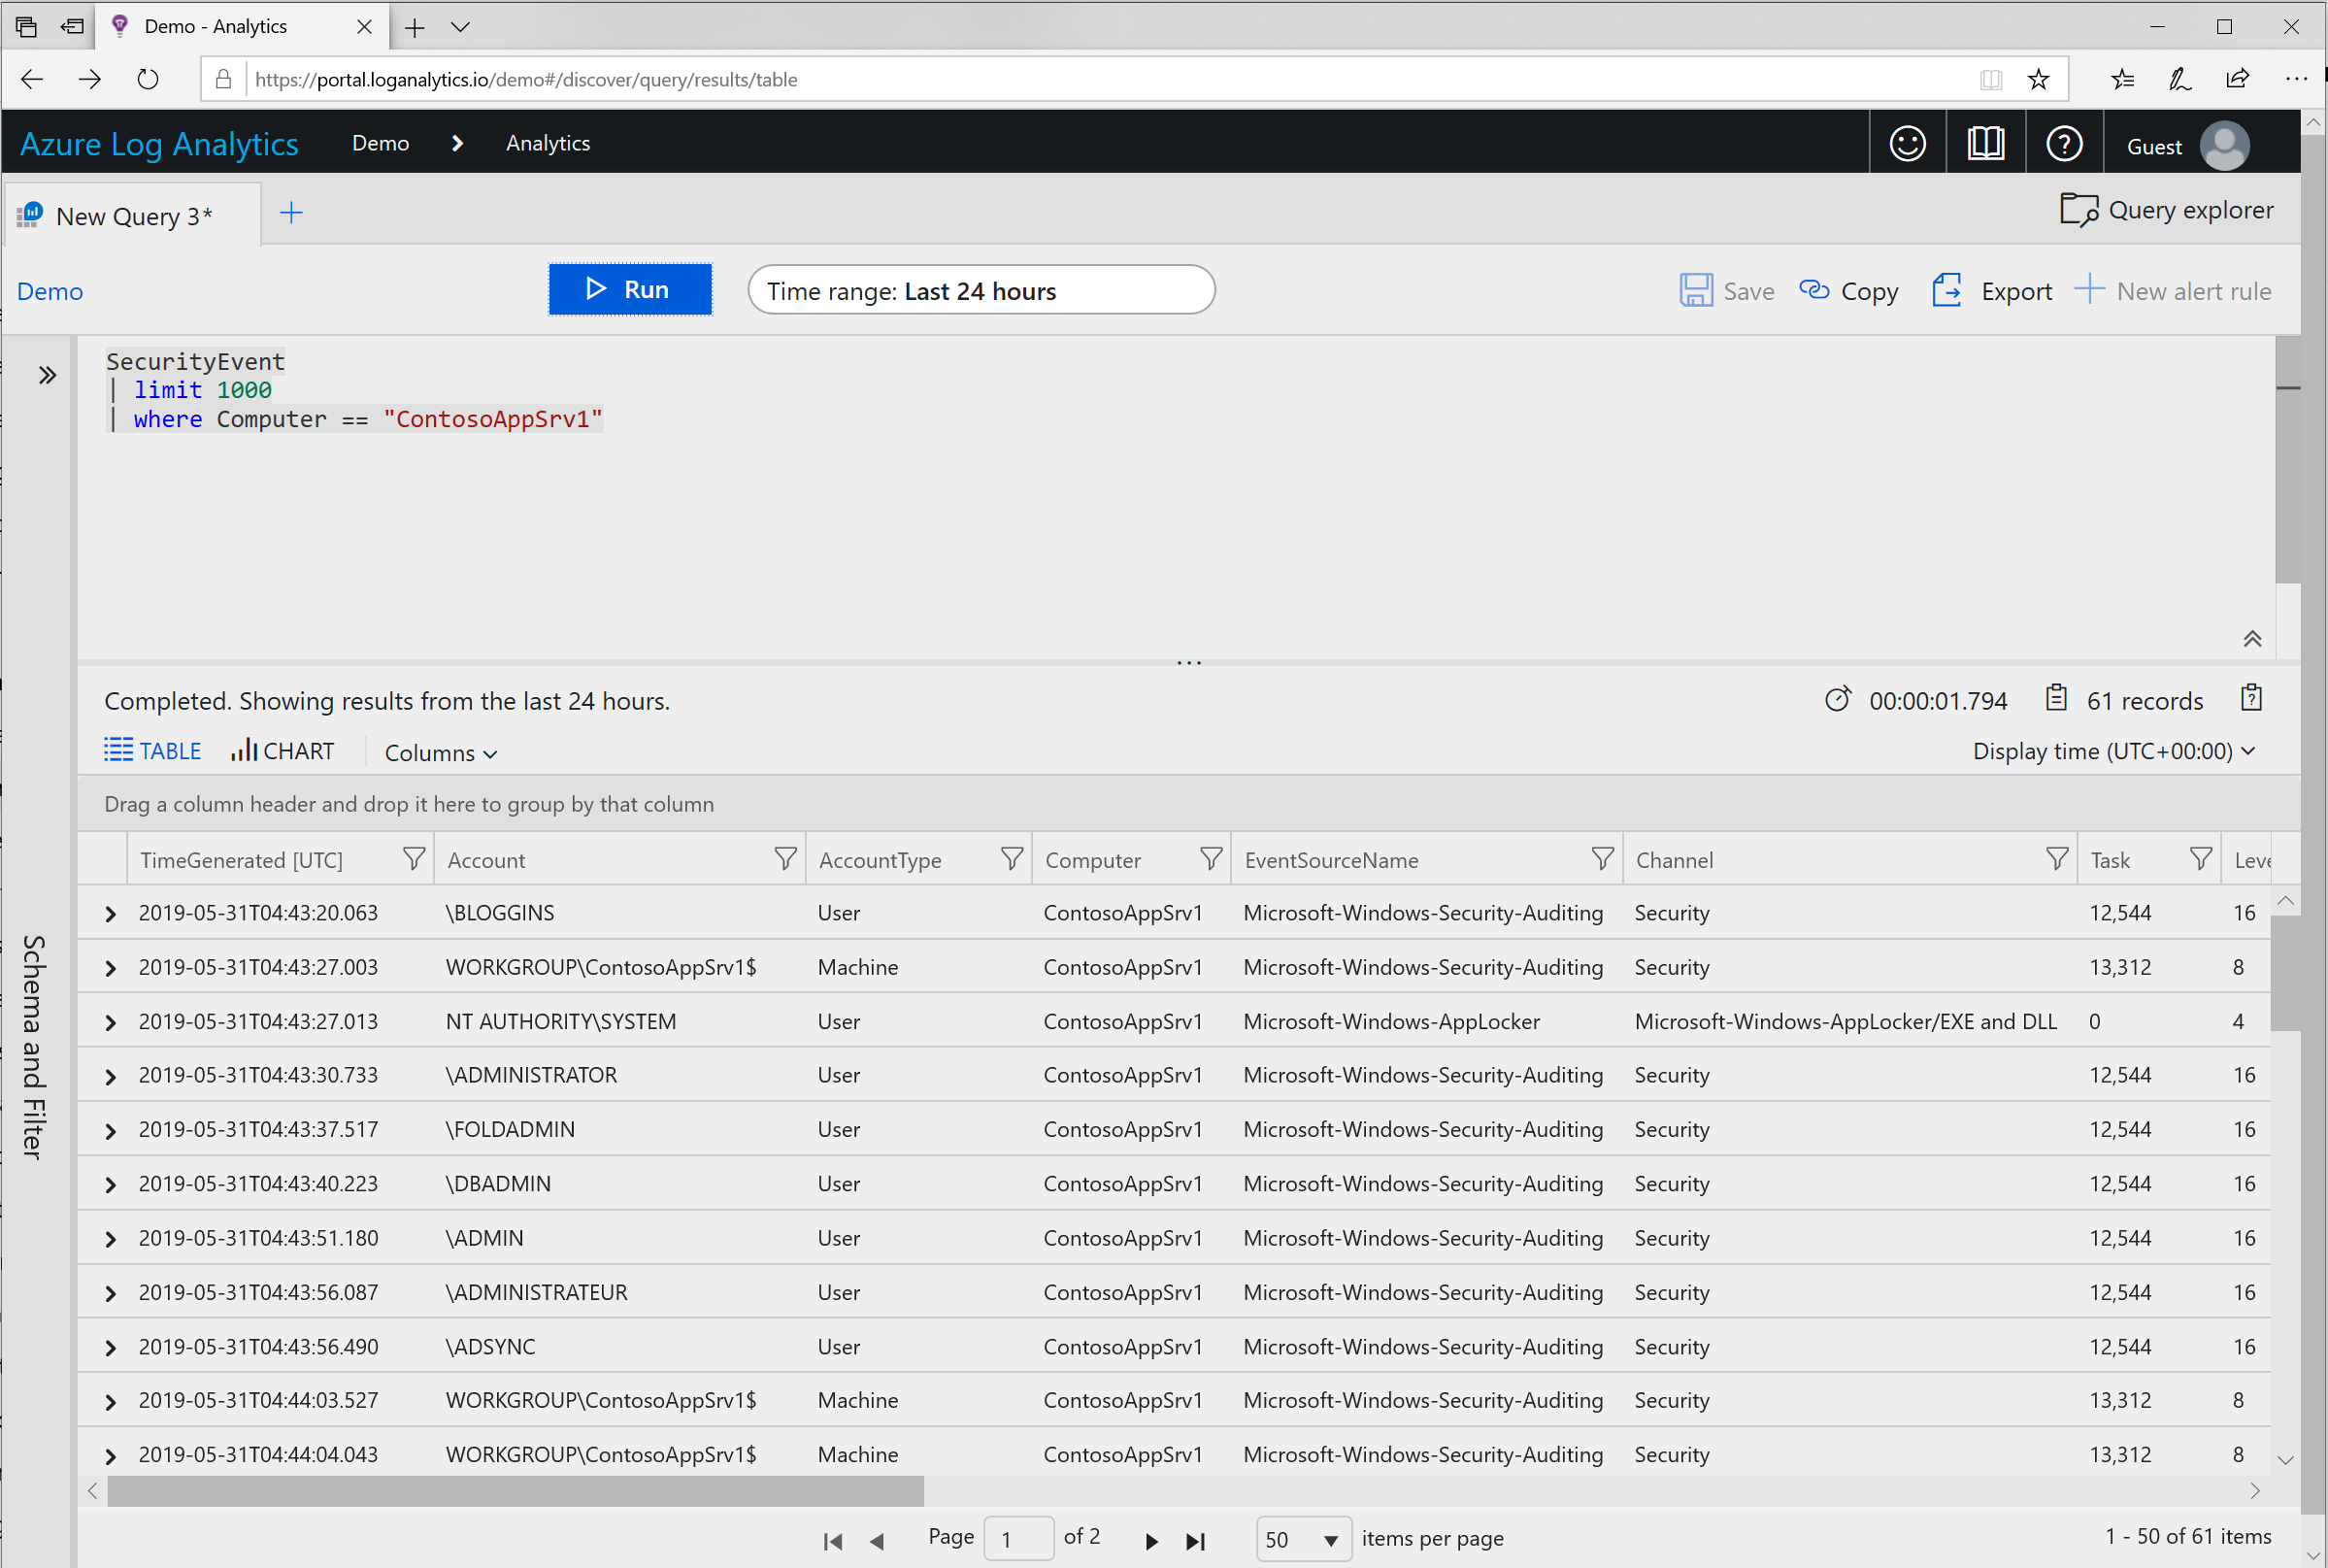 Demo - Analytics
https://portal.loganalytics.io/demo#/discover/query/results/table
Azure Log Analytics Demo Analytics Guest
New Query 3* Query explorer
Demo Run Time range: Last 24 hours Save Copy Export New alert rule
SecurityEvent
| limit 1000
| where Computer == "ContosoAppSrv1"
Completed. Showing results from the last 24 hours. 00:00:01.794 61 records
TABLE CHART Columns Display time (UTC+00:00)
Drag a column header and drop it here to group by that column
TimeGenerated [UTC] Account AccountType Computer EventSourceName Channel Task
2019-05-31T04:43:20.063 \BLOGGINS User ContosoAppSrv1 Microsoft-Windows-Security-Auditing Security 12,544 16
2019-05-31T04:43:27.003 WORKGROUP\ContosoAppSrv1$ Machine ContosoAppSrv1 Microsoft-Windows-Security-Auditing Security 13,312 8
2019-05-31T04:43:27.013 NT AUTHORITY\SYSTEM User ContosoAppSrv1 Microsoft-Windows-AppLocker Microsoft-Windows-AppLocker/EXE and DLL 0 4
2019-05-31T04:43:30.733 \ADMINISTRATOR User ContosoAppSrv1 Microsoft-Windows-Security-Auditing Security 12,544 16
2019-05-31T04:43:37.517 \FOLDADMIN User ContosoAppSrv1 Microsoft-Windows-Security-Auditing Security 12,544 16
2019-05-31T04:43:40.223 \DBADMIN User ContosoAppSrv1 Microsoft-Windows-Security-Auditing Security 12,544 16
2019-05-31T04:43:51.180 \ADMIN User ContosoAppSrv1 Microsoft-Windows-Security-Auditing Security 12,544 16
2019-05-31T04:43:56.087 \ADMINISTRATEUR User ContosoAppSrv1 Microsoft-Windows-Security-Auditing Security 12,544 16
2019-05-31T04:43:56.490 \ADSYNC User ContosoAppSrv1 Microsoft-Windows-Security-Auditing Security 12,544 16
2019-05-31T04:44:03.527 WORKGROUP\ContosoAppSrv1$ Machine ContosoAppSrv1 Microsoft-Windows-Security-Auditing Security 13,312 8
2019-05-31T04:44:04.043 WORKGROUP\ContosoAppSrv1$ Machine ContosoAppSrv1 Microsoft-Windows-Security-Auditing Security 13,312 8
Schema and Filter
Page 1 of 2 50 items per page 1 - 50 of 61 items